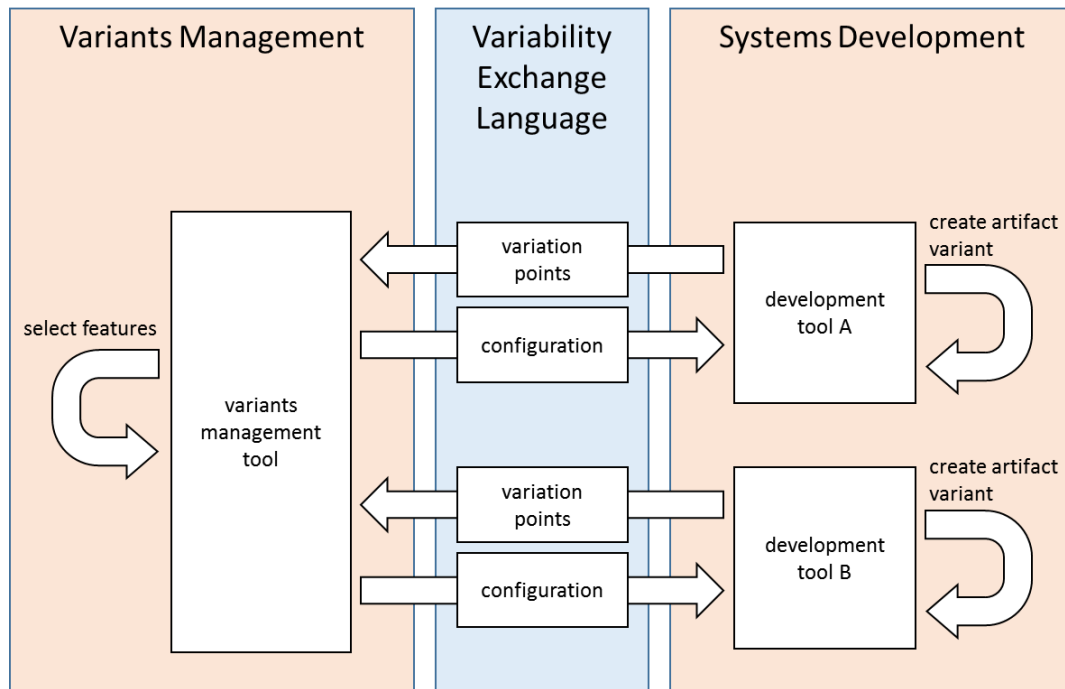 Variants Management
Variability
Exchange
Language
Systems Development
variation
points
create artifact
variant
development
tool A
select features
configuration
variants
management
tool
variation
points
create artifact
variant
development
tool B
configuration